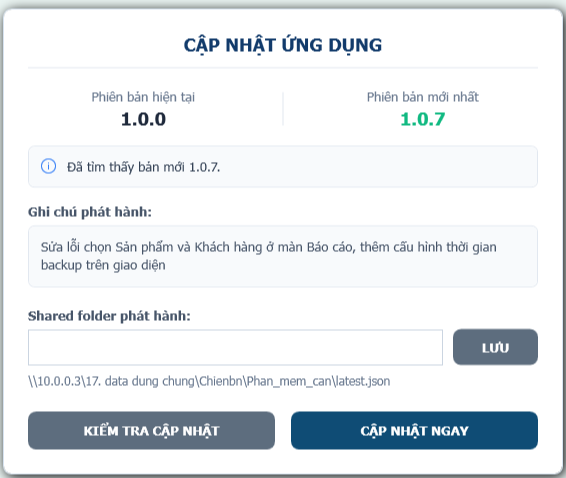 CẬP NHẬT ỨNG DỤNG
Phiên bản hiện tại
1.0.0
Phiên bản mới nhất
1.0.7
Đã tìm thấy bản mới 1.0.7.
Ghi chú phát hành:
Sửa lỗi chọn Sản phẩm và Khách hàng ở màn Báo cáo, thêm cấu hình thời gian
backup trên giao diện
Shared folder phát hành:
LƯU
\\10.0.0.3\17. data dung chung\Chienbn\Phan_mem_can\latest.json
KIỂM TRA CẬP NHẬT
CẬP NHẬT NGAY